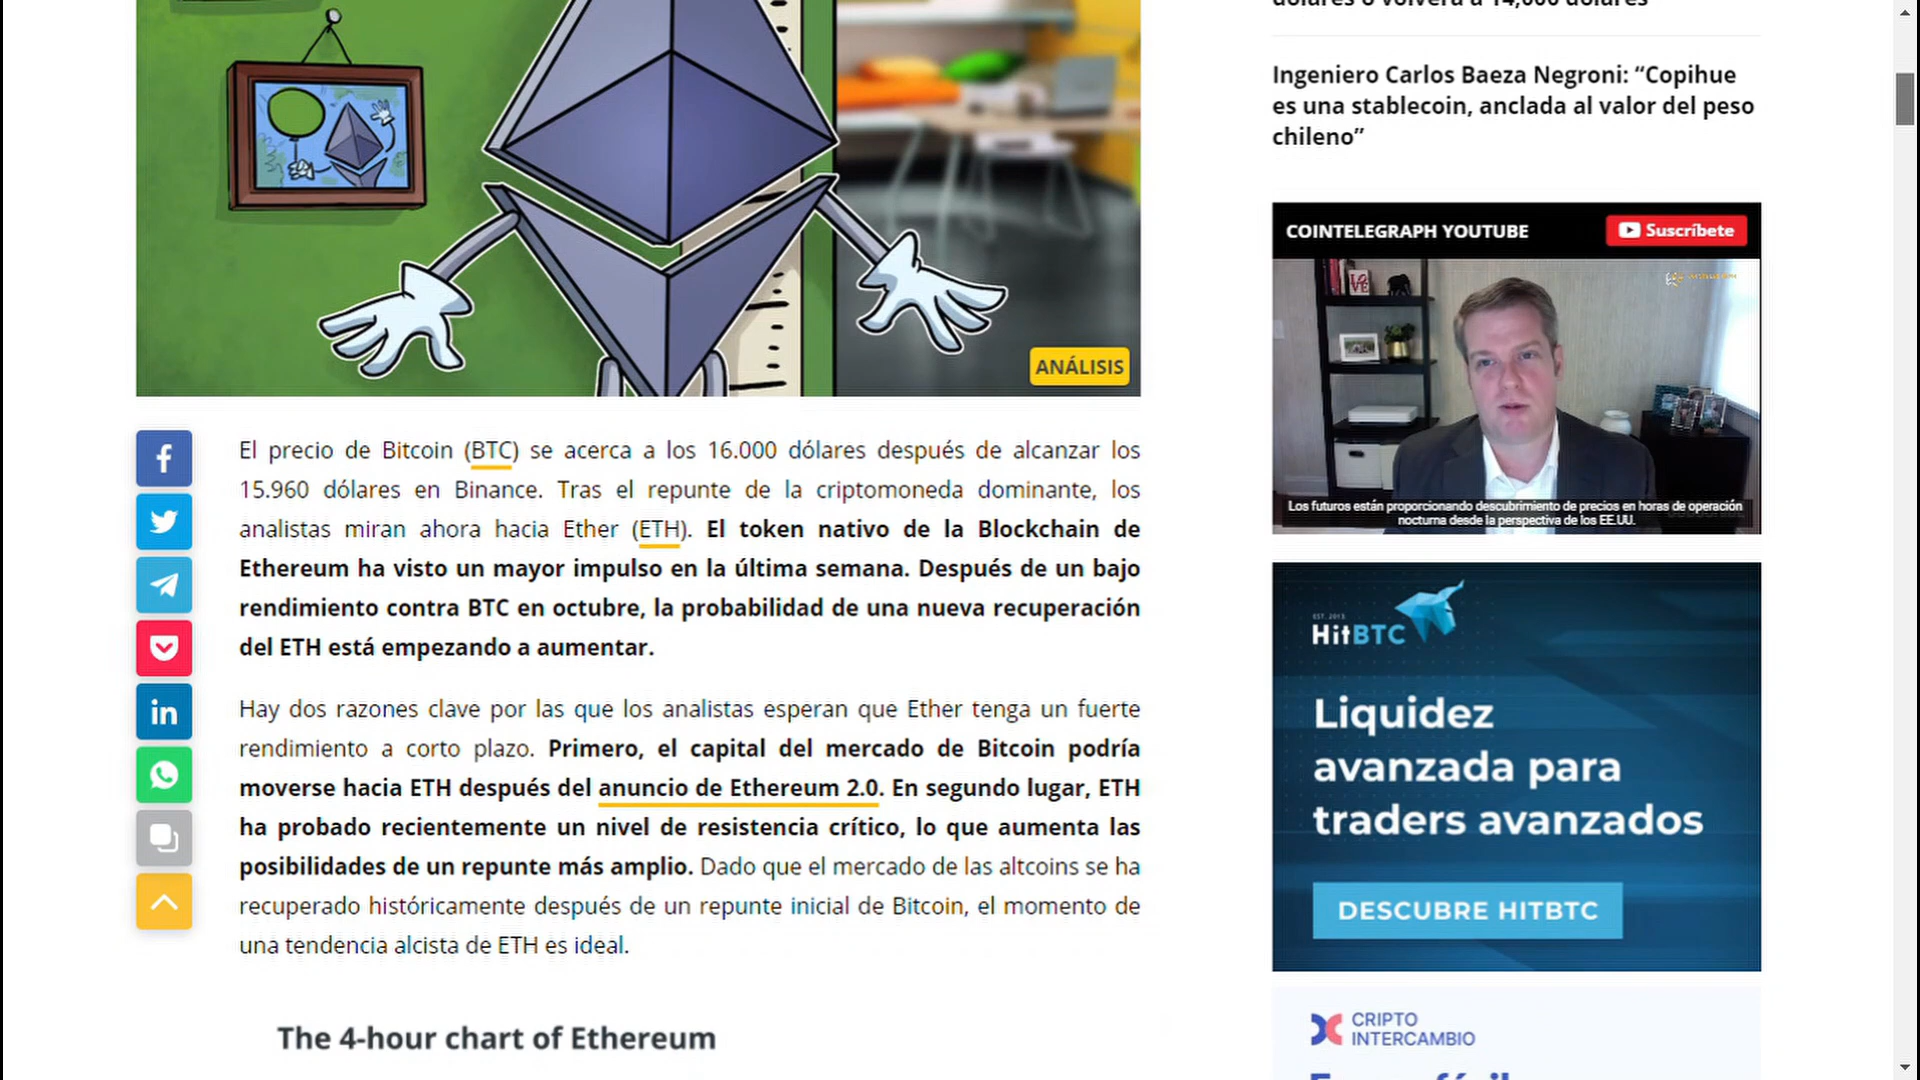 ANÁLISIS
El precio de Bitcoin (BTC) se acerca a los 16.000 dólares después de alcanzar los
15.960 dólares en Binance. Tras el repunte de la criptomoneda dominante, los
analistas miran ahora hacia Ether (ETH). El token nativo de la Blockchain de
Ethereum ha visto un mayor impulso en la última semana. Después de un bajo
rendimiento contra BTC en octubre, la probabilidad de una nueva recuperación
del ETH está empezando a aumentar.
Hay dos razones clave por las que los analistas esperan que Ether tenga un fuerte
rendimiento a corto plazo. Primero, el capital del mercado de Bitcoin podría
moverse hacia ETH después del anuncio de Ethereum 2.0. En segundo lugar, ETH
ha probado recientemente un nivel de resistencia crítico, lo que aumenta las
posibilidades de un repunte más amplio. Dado que el mercado de las altcoins se ha
recuperado históricamente después de un repunte inicial de Bitcoin, el momento de
una tendencia alcista de ETH es ideal.
The 4-hour chart of Ethereum
dólares o volverá a 14,000 dólares
Ingeniero Carlos Baeza Negroni: “Copihue
es una stablecoin, anclada al valor del peso
chileno”
COINTELEGRAPH YOUTUBE
Suscríbete
LOVE
Los futuros están proporcionando descubrimiento de precios en horas de operación
nocturna desde la perspectiva de los EE.UU.
EST. 2013
HitBTC
Liquidez
avanzada para
traders avanzados
DESCUBRE HITBTC
CRIPTO
INTERCAMBIO